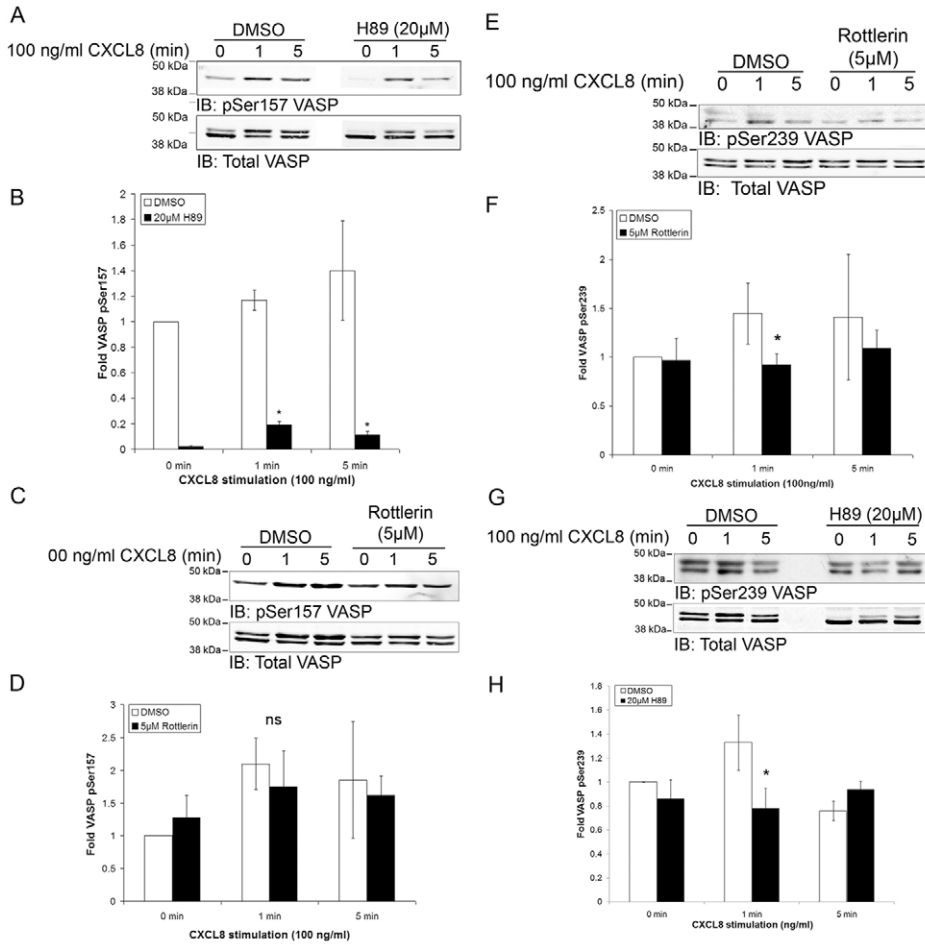 A
DMSO H89 (20µM)
100 ng/ml CXCL8 (min) 0 1 5 0 1 5
50 kDa
38 kDa
IB: pSer157 VASP
50 kDa
38 kDa
IB: Total VASP
B
DMSO
20µM H89
Fold VASP pSer157
2
1.8
1.6
1.4
1.2
1
0.8
0.6
0.4
0.2
0
* *
0 min 1 min 5 min
CXCL8 stimulation (100 ng/ml)
C
DMSO Rottlerin
(5µM)
00 ng/ml CXCL8 (min) 0 1 5 0 1 5
50 kDa
38 kDa
IB: pSer157 VASP
50 kDa
38 kDa
IB: Total VASP
D
DMSO
5µM Rottlerin
Fold VASP pSer157
3
2.5
2
1.5
1
0.5
0
ns
0 min 1 min 5 min
CXCL8 stimulation (100 ng/ml)
E
DMSO Rottlerin
(5µM)
100 ng/ml CXCL8 (min) 0 1 5 0 1 5
50 kDa
38 kDa
IB: pSer239 VASP
50 kDa
38 kDa
IB: Total VASP
F
DMSO
5µM Rottlerin
Fold VASP pSer239
2.5
2
1.5
1
0.5
0
*
0 min 1 min 5 min
CXCL8 stimulation (100ng/ml)
G
DMSO H89 (20µM)
100 ng/ml CXCL8 (min) 0 1 5 0 1 5
50 kDa
38 kDa
IB: pSer239 VASP
50 kDa
38 kDa
IB: Total VASP
H
DMSO
20µM H89
Fold VASP pSer239
1.8
1.6
1.4
1.2
1
0.8
0.6
0.4
0.2
0
*
0 min 1 min 5 min
CXCL8 stimulation (ng/ml)